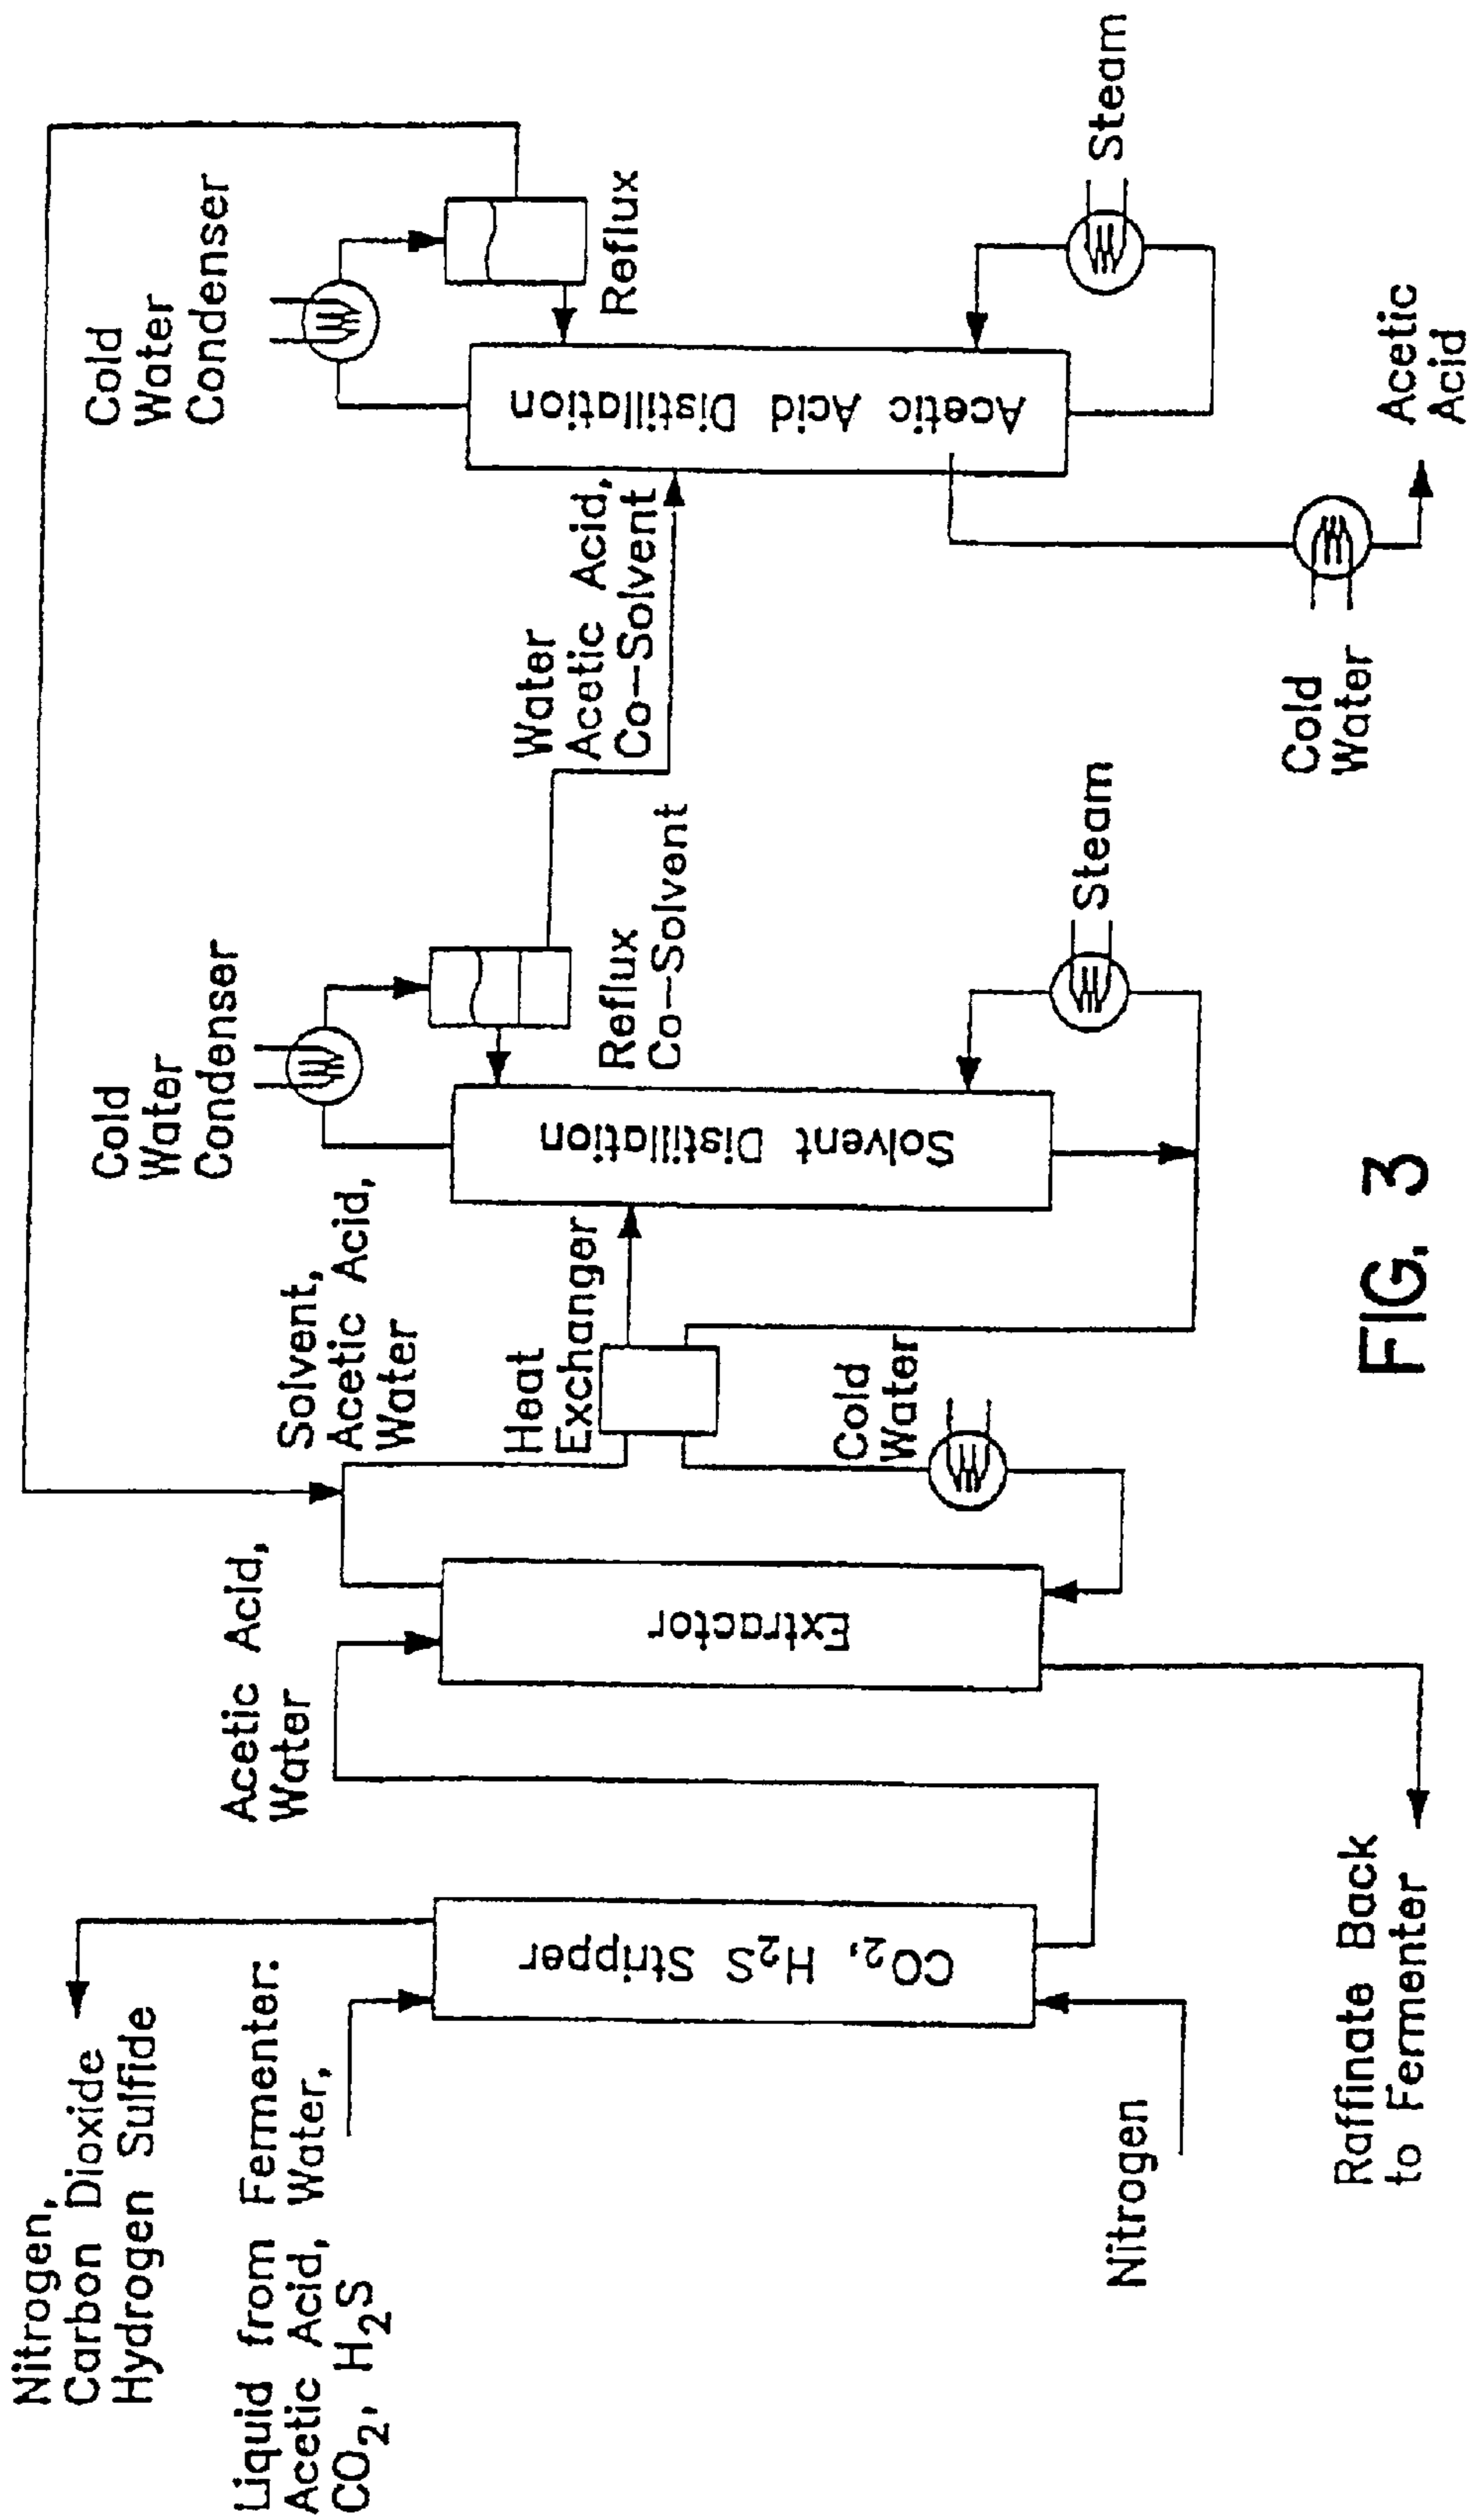 Nitrogen,
Carbon Dioxide
Hydrogen Sulfide
Liquid from Fermenter:
Acetic Acid, Water,
CO2, H2S
CO2, H2S Stripper
Nitrogen
Acetic Acid,
Water
Extractor
Raffinate Back
to Fermenter
Solvent,
Acetic Acid,
Water
Heat
Exchanger
Cold
Water
Cold
Water
Condenser
Solvent Distillation
Reflux
Co-Solvent
Steam
Water
Acetic Acid,
Co-Solvent
Cold
Water
Condenser
Acetic Acid Distillation
Reflux
Steam
Cold
Water
Acetic
Acid
FIG. 3